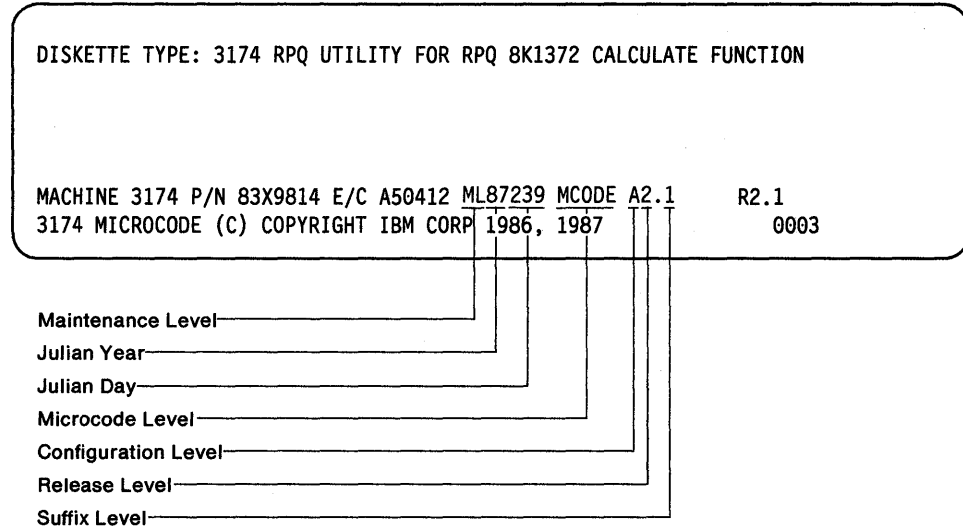 DISKETTE TYPE: 3174 RPQ UTILITY FOR RPQ 8K1372 CALCULATE FUNCTION
MACHINE 3174 P/N 83X9814 E/C A50412 ML87239 MCODE A2.1 R2.1
3174 MICROCODE (C) COPYRIGHT IBM CORP 1986, 1987 0003
Maintenance Level
Julian Year
Julian Day
Microcode Level
Configuration Level
Release Level
Suffix Level